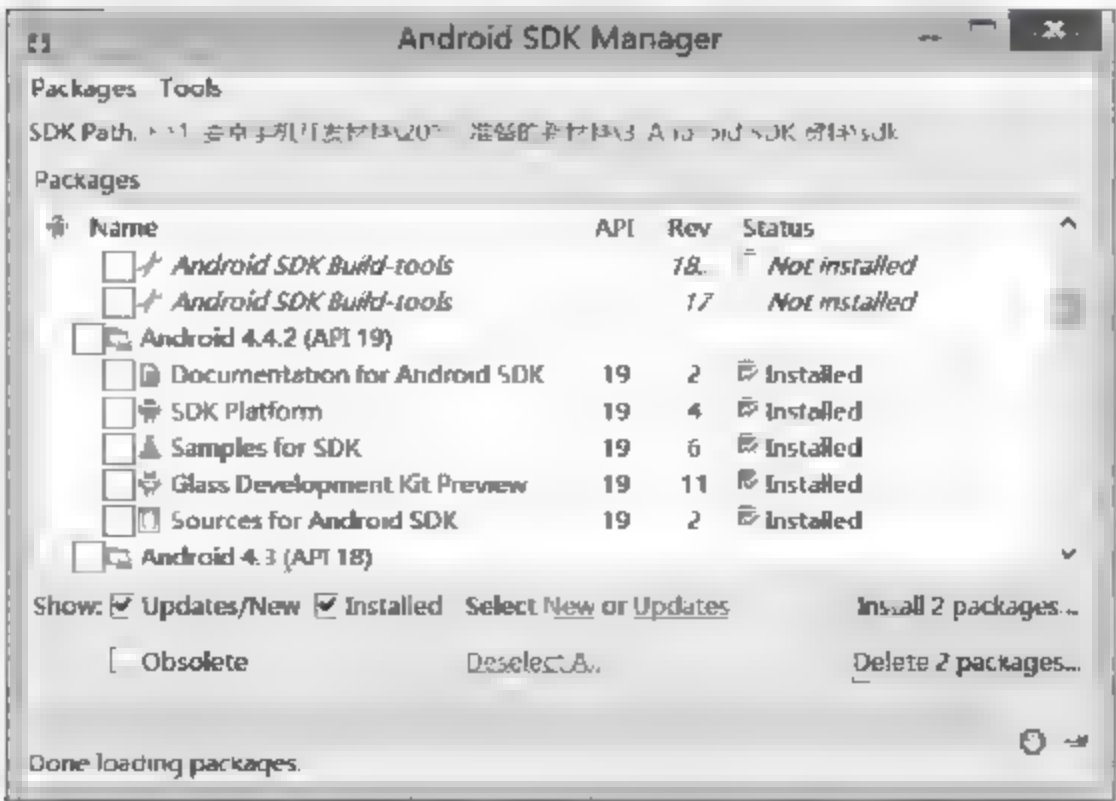 Android SDK Manager
Packages Tools
SDK Path.
Packages
Name API Rev Status
Android SDK Build-tools 18.. Not installed
Android SDK Build-tools 17 Not installed
Android 4.4.2 (API 19)
Documentation for Android SDK 19 2 Installed
SDK Platform 19 4 Installed
Samples for SDK 19 6 Installed
Glass Development Kit Preview 19 11 Installed
Sources for Android SDK 19 2 Installed
Android 4.3 (API 18)
Show: Updates/New Installed Select New or Updates Install 2 packages...
Obsolete Deselect Delete 2 packages...
Done loading packages.